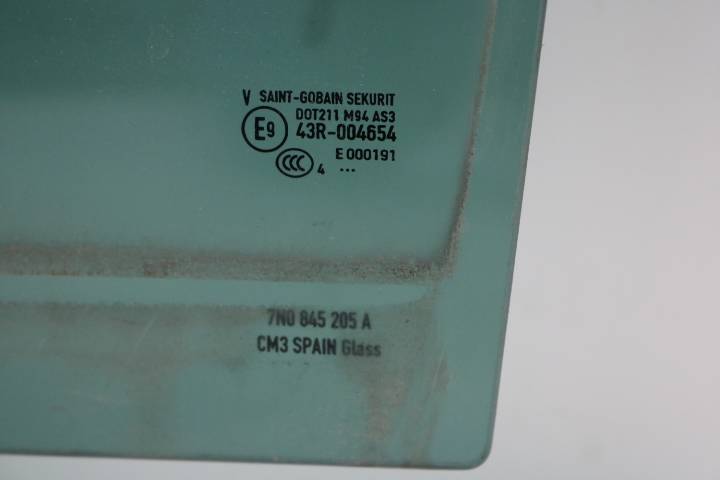 V SAINT-GOBAIN SEKURIT
DOT211 M94 AS3
E9 43R-004654
E 000191
CCC 4 ...
7N0 845 205 A
CM3 SPAIN Glass